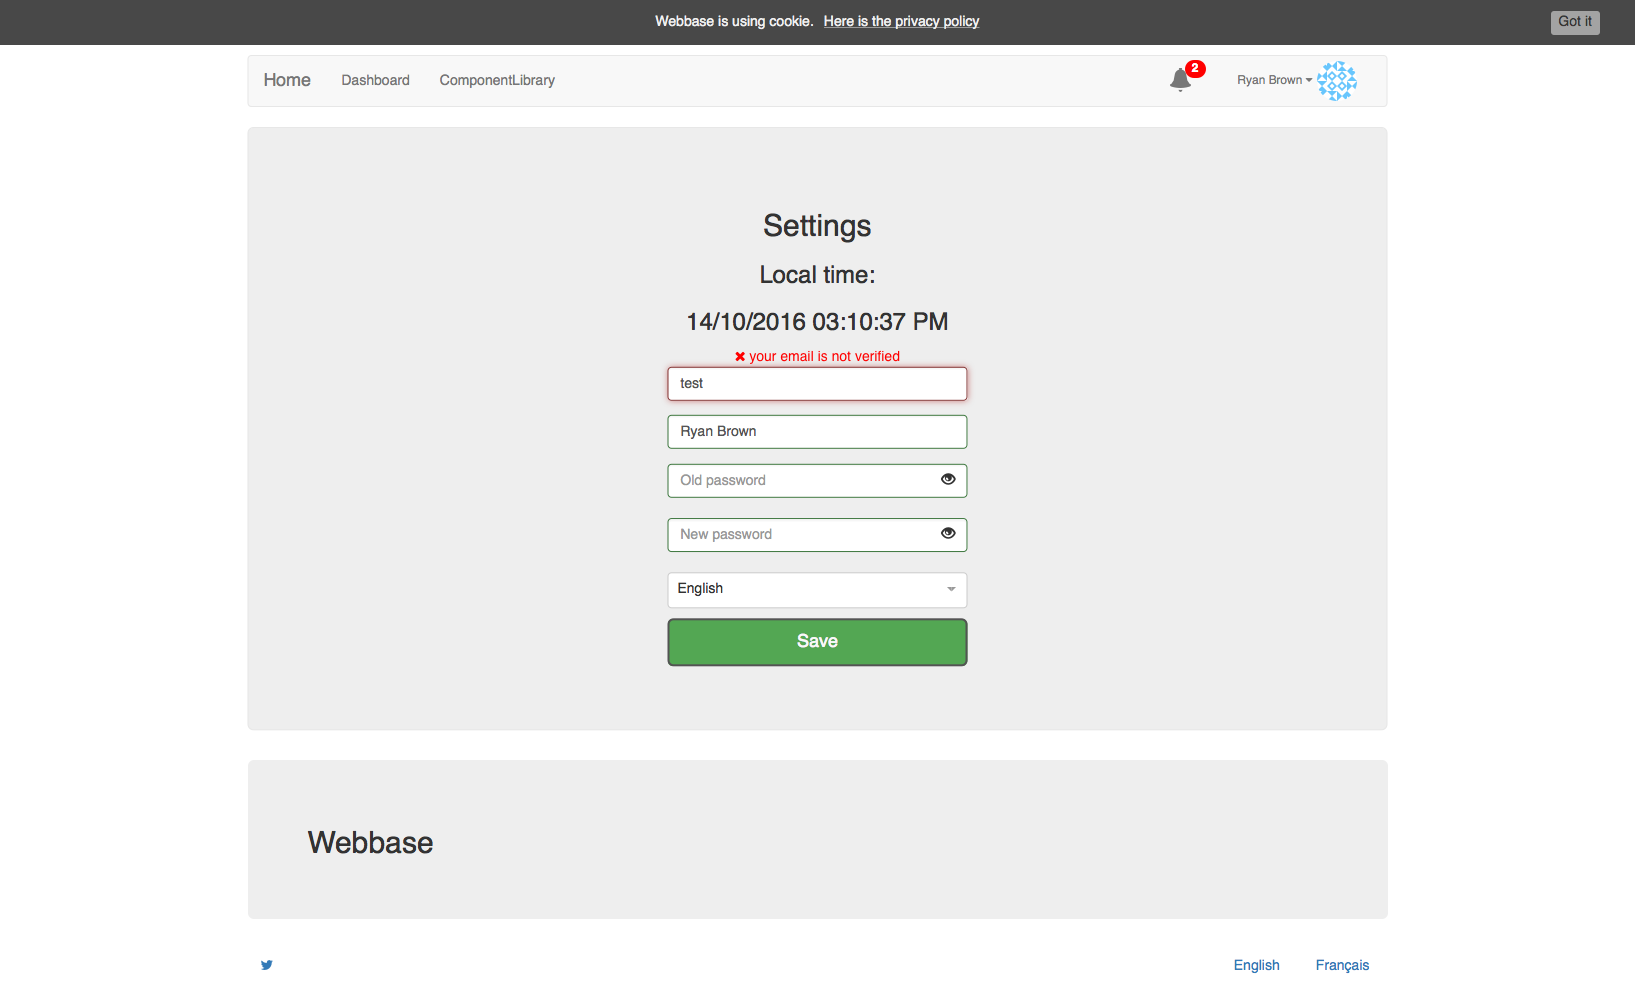 Webbase is using cookie. Here is the privacy policy
Got it
Home Dashboard ComponentLibrary
2
Ryan Brown
Settings
Local time:
14/10/2016 03:10:37 PM
your email is not verified
test
Ryan Brown
Old password
New password
English
Save
Webbase
English Français